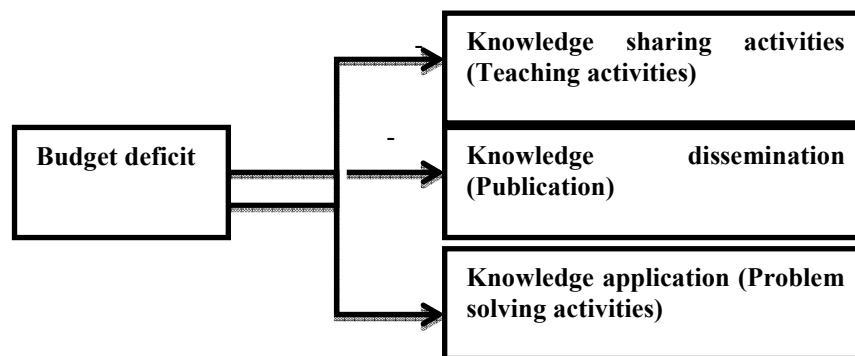 -
Knowledge sharing activities
(Teaching activities)
-
Budget deficit
Knowledge dissemination
(Publication)
Knowledge application (Problem
solving activities)